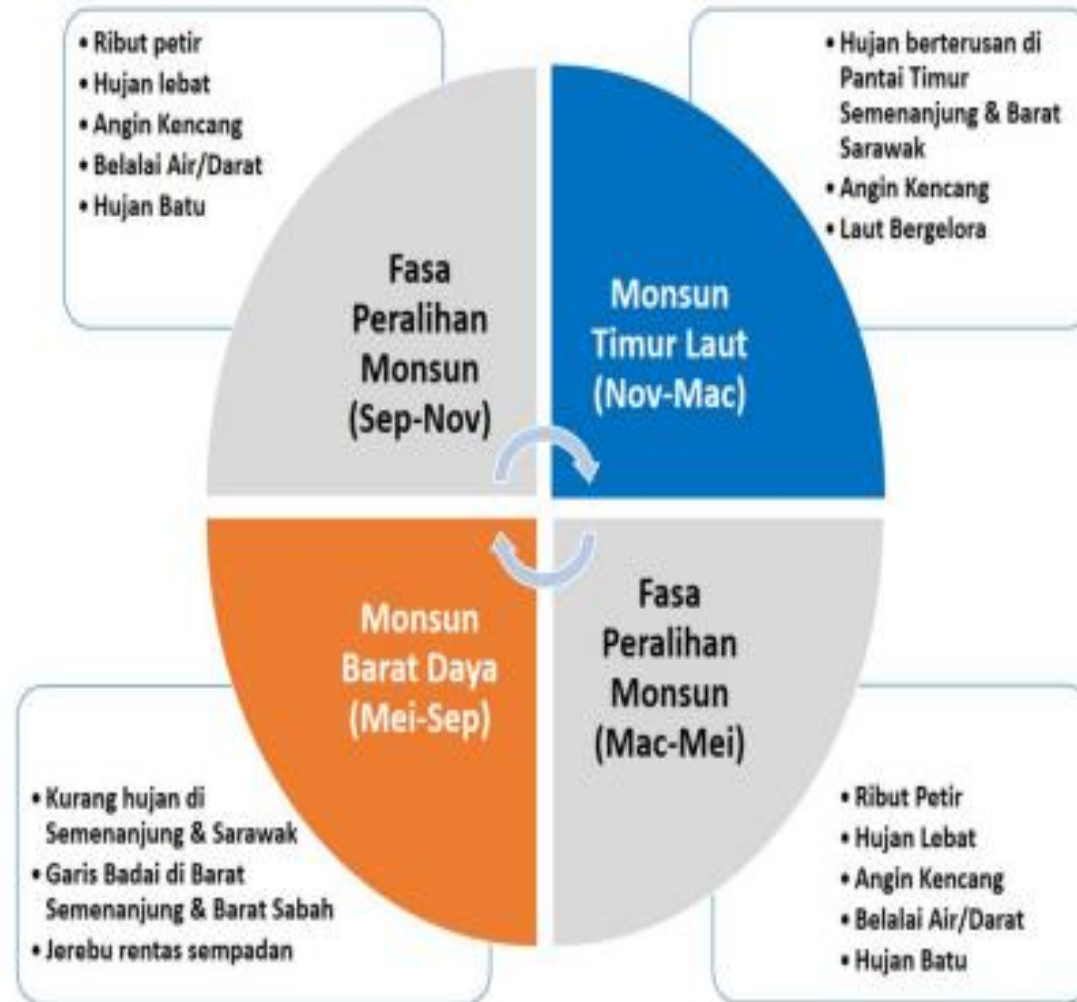 • Ribut petir
• Hujan lebat
• Angin Kencang
• Belalai Air/Darat
• Hujan Batu
• Hujan berterusan di
Pantai Timur
Semenanjung & Barat
Sarawak
• Angin Kencang
• Laut Bergelora
Fasa
Peralihan
Monsun
(Sep-Nov)
Monsun
Timur Laut
(Nov-Mac)
Monsun
Barat Daya
(Mei-Sep)
Fasa
Peralihan
Monsun
(Mac-Mei)
• Kurang hujan di
Semenanjung & Sarawak
• Garis Badai di Barat
Semenanjung & Barat Sabah
• Jerebu rentas sempadan
• Ribut Petir
• Hujan Lebat
• Angin Kencang
• Belalai Air/Darat
• Hujan Batu